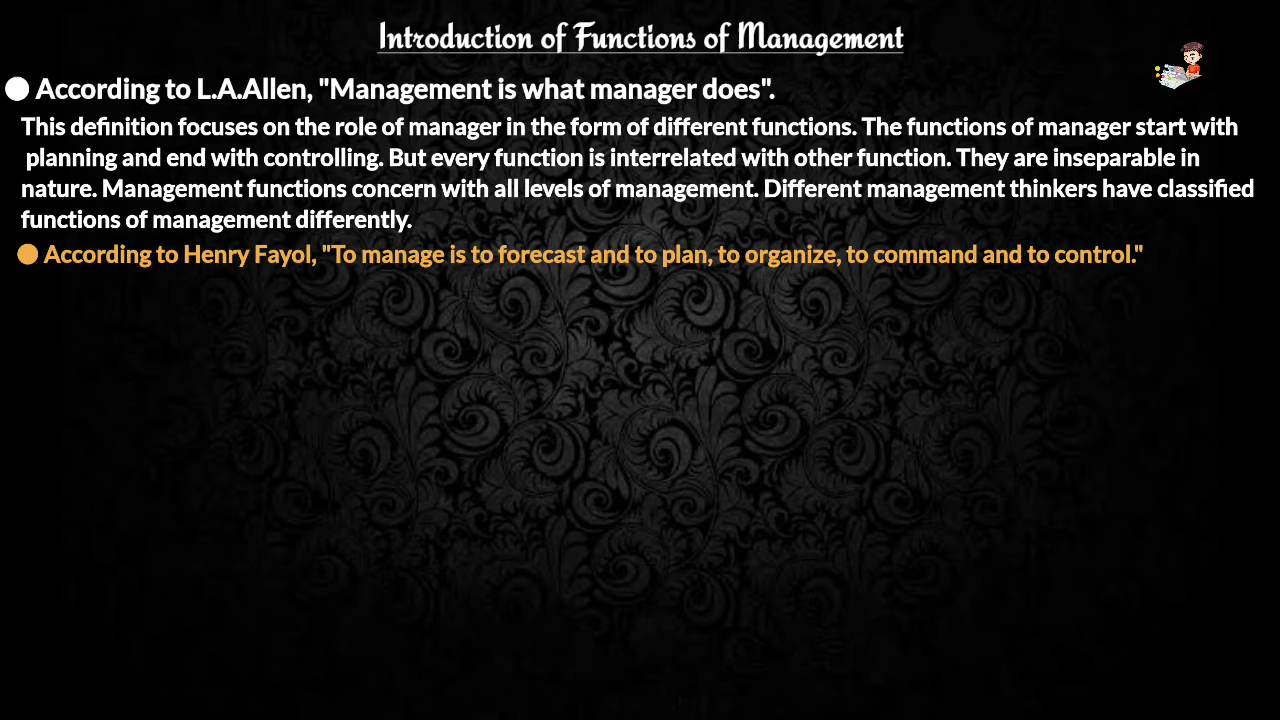 Introduction of Functions of Management
● According to L.A.Allen, "Management is what manager does".
This definition focuses on the role of manager in the form of different functions. The functions of manager start with
planning and end with controlling. But every function is interrelated with other function. They are inseparable in
nature. Management functions concern with all levels of management. Different management thinkers have classified
functions of management differently.
● According to Henry Fayol, "To manage is to forecast and to plan, to organize, to command and to control."